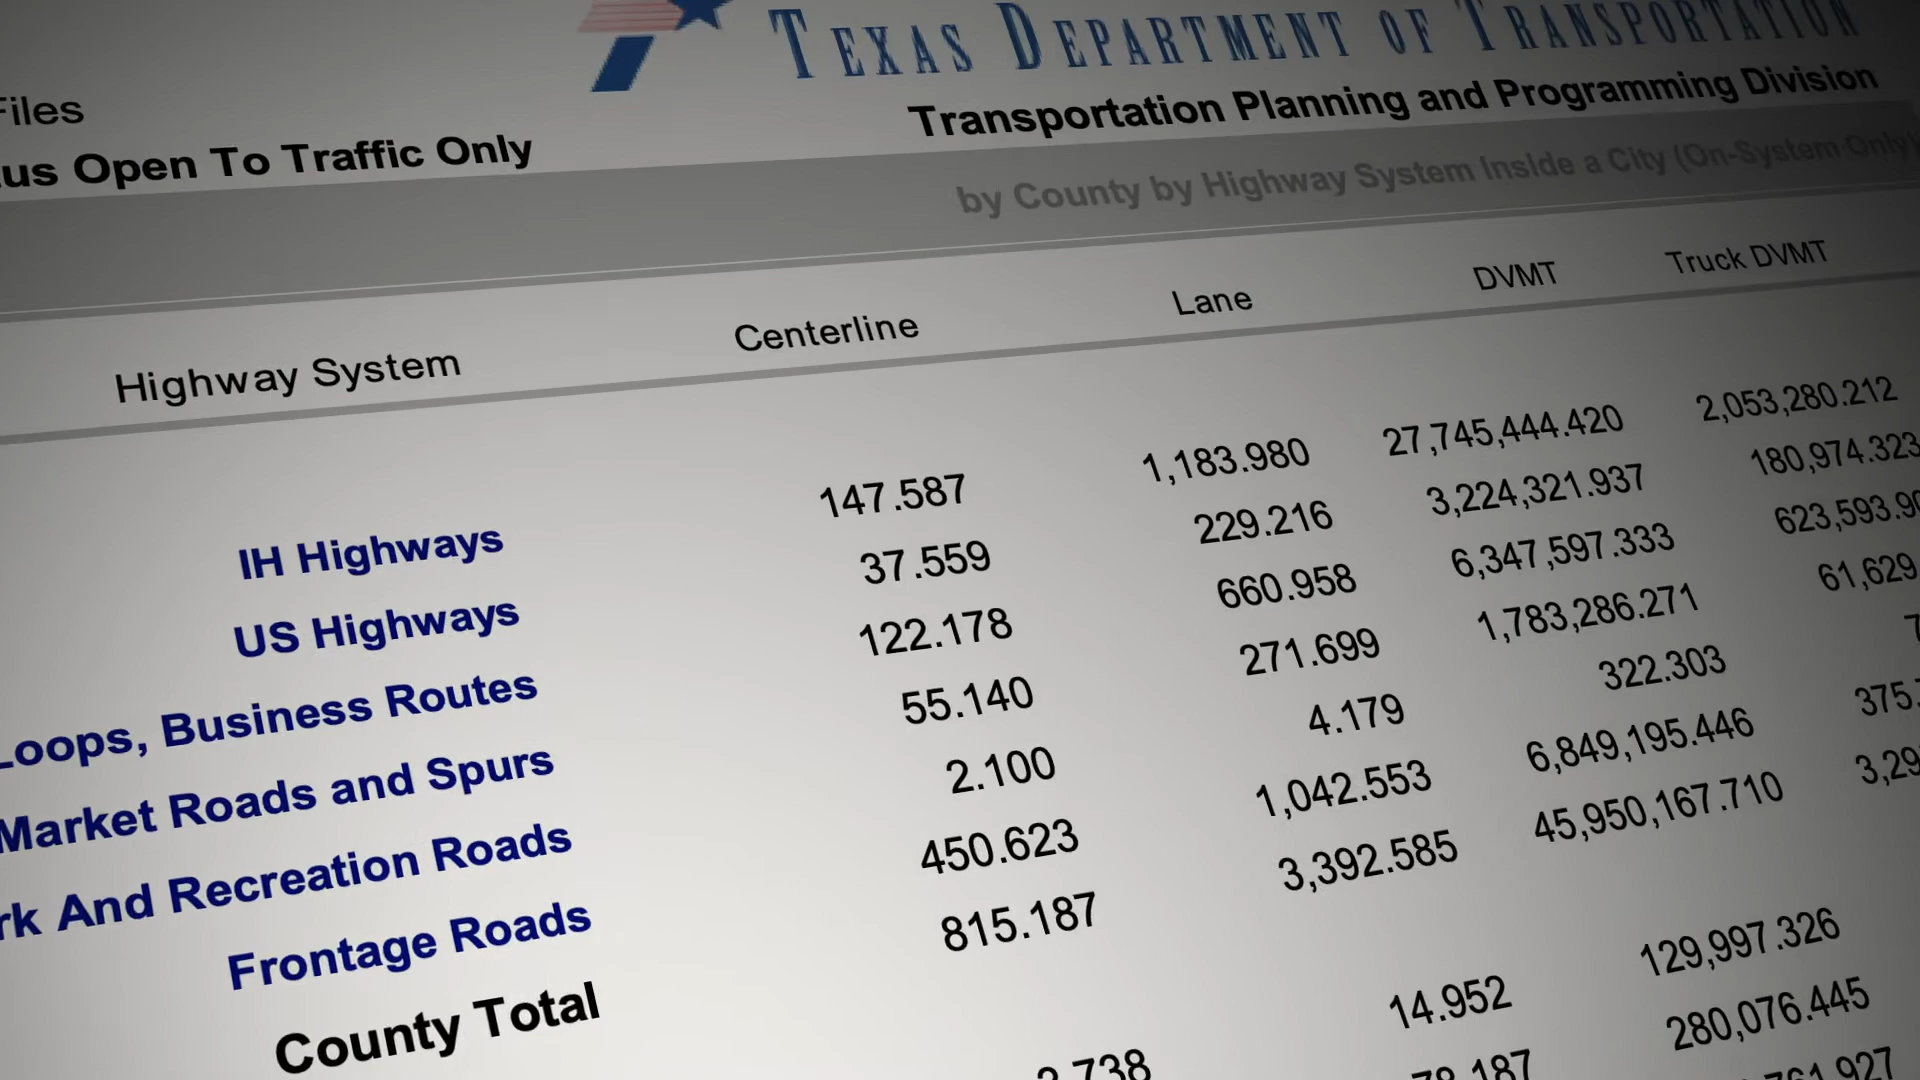 TEXAS DEPARTMENT OF TRANSPORTATION
Files
Transportation Planning and Programming Division
Open To Traffic Only
by County by Highway System Inside a City (On-System Only)
Highway System Centerline Lane DVMT Truck DVMT
IH Highways 147.587 1,183.980 27,745,444.420 2,053,280.212
US Highways 37.559 229.216 3,224,321.937 180,974.323
Loops, Business Routes 122.178 660.958 6,347,597.333
Market Roads and Spurs 55.140 271.699 1,783,286.271
And Recreation Roads 2.100 4.179 322.303
Frontage Roads 450.623 1,042.553 6,849,195.446
County Total 815.187 3,392.585 45,950,167.710
14.952 129,997.326
280,076.445